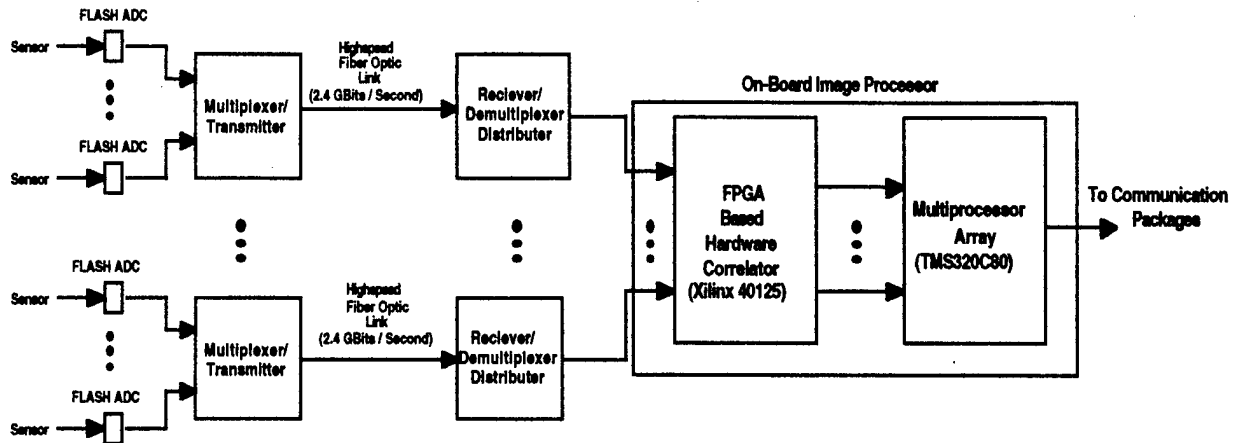 FLASH ADC
Sensor
Multiplexer/
Transmitter
FLASH ADC
Sensor
Highspeed
Fiber Optic
Link
(2.4 GBits / Second)
Reciever/
Demultiplexer
Distributer
On-Board Image Processor
FPGA
Based
Hardware
Correlator
(Xilinx 40125)
Multiprocessor
Array
(TMS320C80)
To Communication
Packages
FLASH ADC
Sensor
Multiplexer/
Transmitter
FLASH ADC
Sensor
Highspeed
Fiber Optic
Link
(2.4 GBits / Second)
Reciever/
Demultiplexer
Distributer